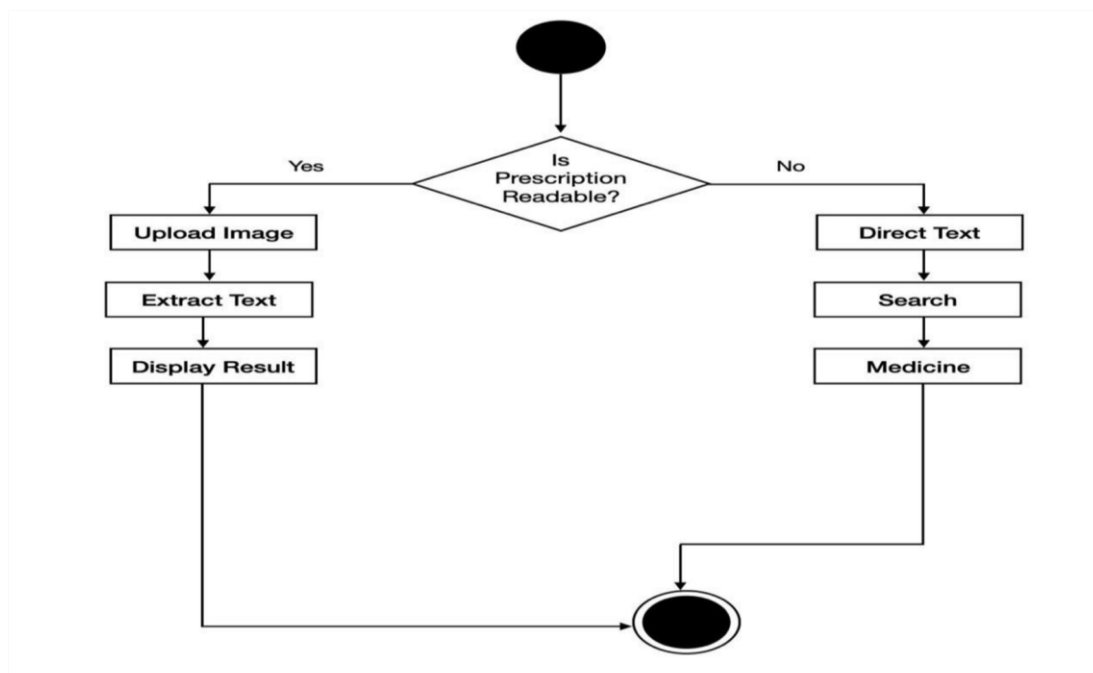 Is
Prescription
Readable?
Yes
No
Upload Image
Direct Text
Extract Text
Search
Display Result
Medicine